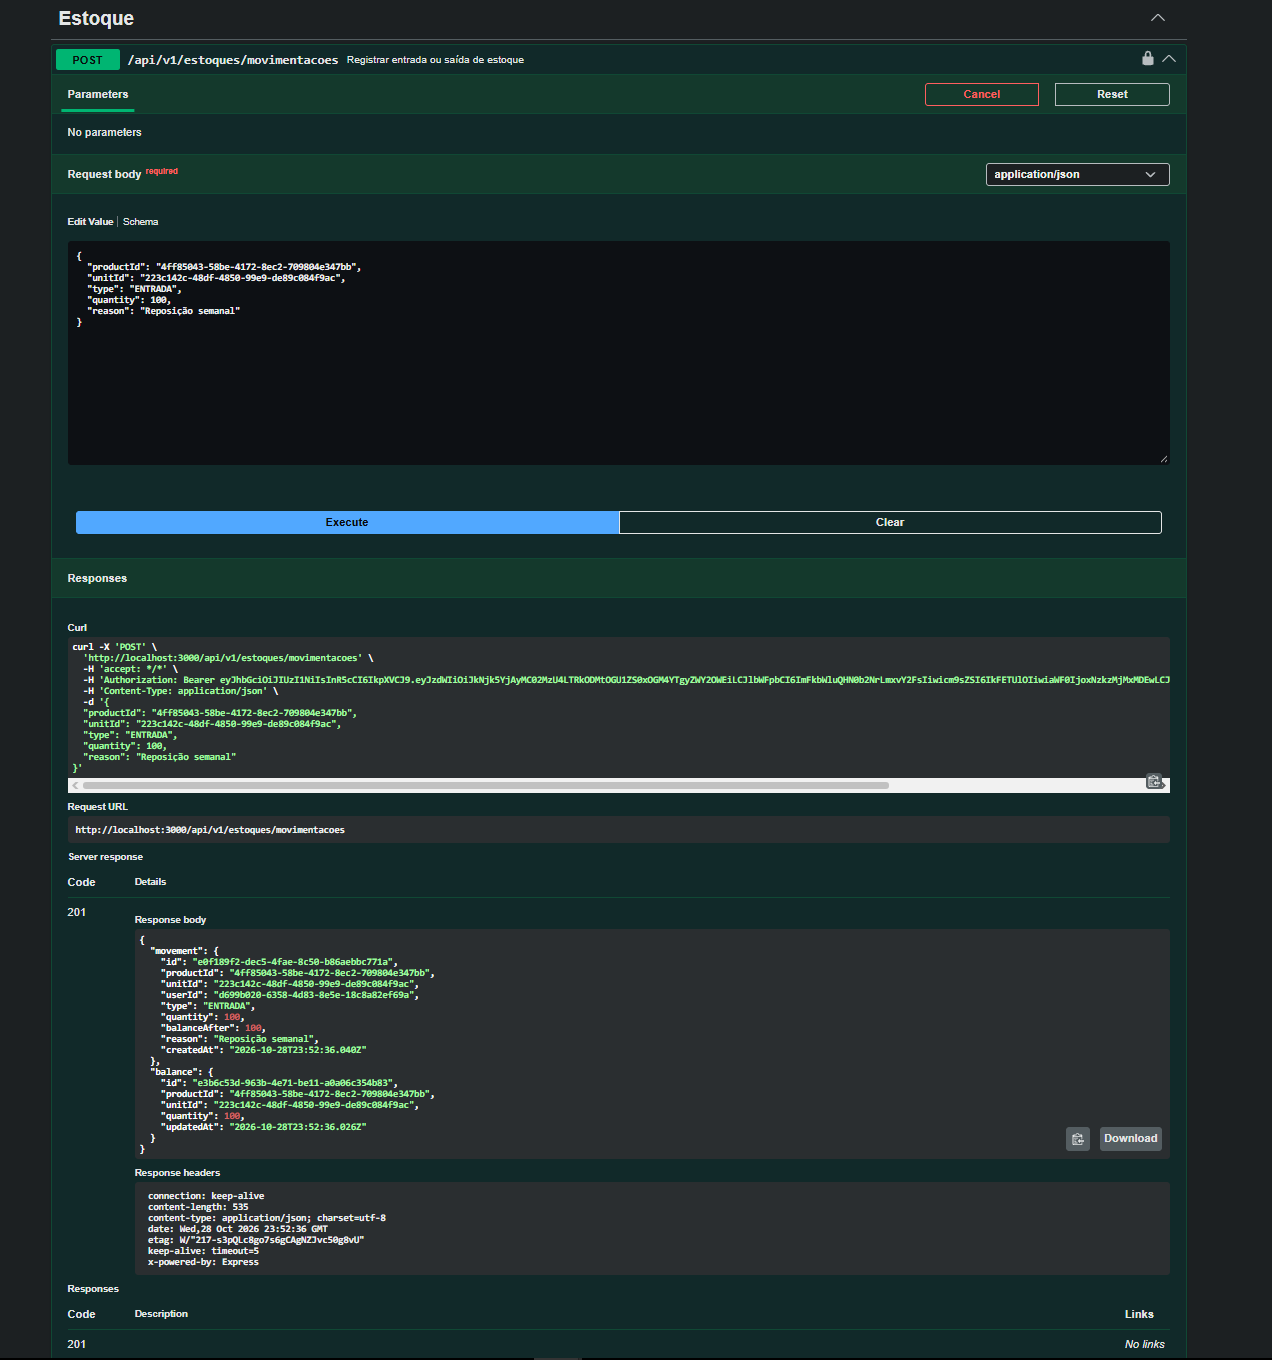 Estoque
POST /api/v1/estoques/movimentacoes Registrar entrada ou saída de estoque
Parameters Cancel Reset
No parameters
Request body required application/json
Edit Value | Schema
{
  "productId": "4ff85043-58be-4172-8ec2-709804e347bb",
  "unitId": "223c142c-48df-4850-99e9-de89c084f9ac",
  "type": "ENTRADA",
  "quantity": 100,
  "reason": "Reposição semanal"
}
Execute Clear
Responses
Curl
curl -X 'POST' \
  'http://localhost:3000/api/v1/estoques/movimentacoes' \
  -H 'accept: */*' \
  -H 'Authorization: Bearer
  -H 'Content-Type: application/json' \
  -d '{
  "productId": "4ff85043-58be-4172-8ec2-709804e347bb",
  "unitId": "223c142c-48df-4850-99e9-de89c084f9ac",
  "type": "ENTRADA",
  "quantity": 100,
  "reason": "Reposição semanal"
}'
Request URL
http://localhost:3000/api/v1/estoques/movimentacoes
Server response
Code Details
201
Response body
{
  "movement": {
    "id": "e0f189f2-dec5-4fae-8c50-b86aebbc771a",
    "productId": "4ff85043-58be-4172-8ec2-709804e347bb",
    "unitId": "223c142c-48df-4850-99e9-de89c084f9ac",
    "userId": "d699b020-6358-4d83-8e5e-18c8a82ef69a",
    "type": "ENTRADA",
    "quantity": 100,
    "balanceAfter": 100,
    "reason": "Reposição semanal",
    "createdAt": "2026-10-28T23:52:36.040Z"
  },
  "balance": {
    "id": "e3b6c53d-963b-4e71-be11-a0a06c354b83",
    "productId": "4ff85043-58be-4172-8ec2-709804e347bb",
    "unitId": "223c142c-48df-4850-99e9-de89c084f9ac",
    "quantity": 100,
    "updatedAt": "2026-10-28T23:52:36.026Z"
  }
}
Download
Response headers
connection: keep-alive
content-length: 535
content-type: application/json; charset=utf-8
date: Wed,28 Oct 2026 23:52:36 GMT
etag: W/"217-s3pQLc8go7s6gCAgNZJvc50g8vU"
keep-alive: timeout=5
x-powered-by: Express
Responses
Code Description Links
201 No links